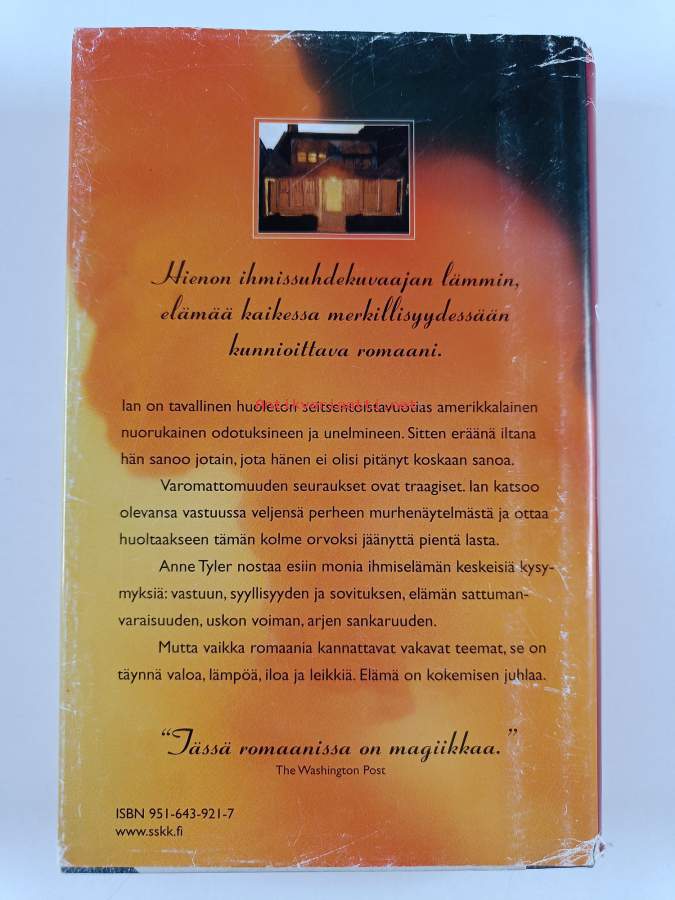 Hienon ihmissuhdekuvaajan lämmin,
elämää kaikessa merkillisyydessään
kunnioittava romaani.
Ian on tavallinen huoleton seitsentoistavuotias amerikkalainen
Antikvariaatti.net
nuorukainen odotuksineen ja unelmineen. Sitten eräänä iltana
hän sanoo jotain, jota hänen ei olisi pitänyt koskaan sanoa.
Varomattomuuden seuraukset ovat traagiset. Ian katsoo
olevansa vastuussa veljensä perheen murhenäytelmästä ja ottaa
huoltaakseen tämän kolme orvoksi jäänyttä pientä lasta.
Anne Tyler nostaa esiin monia ihmiselämän keskeisiä kysy-
myksiä: vastuun, syyllisyyden ja sovituksen, elämän sattuman-
varaisuuden, uskon voiman, arjen sankaruuden.
Mutta vaikka romaania kannattavat vakavat teemat, se on
täynnä valoa, lämpöä, iloa ja leikkiä. Elämä on kokemisen juhlaa.
“Tässä romaanissa on magiikkaa.”
The Washington Post
ISBN 951-643-921-7
www.sskk.fi